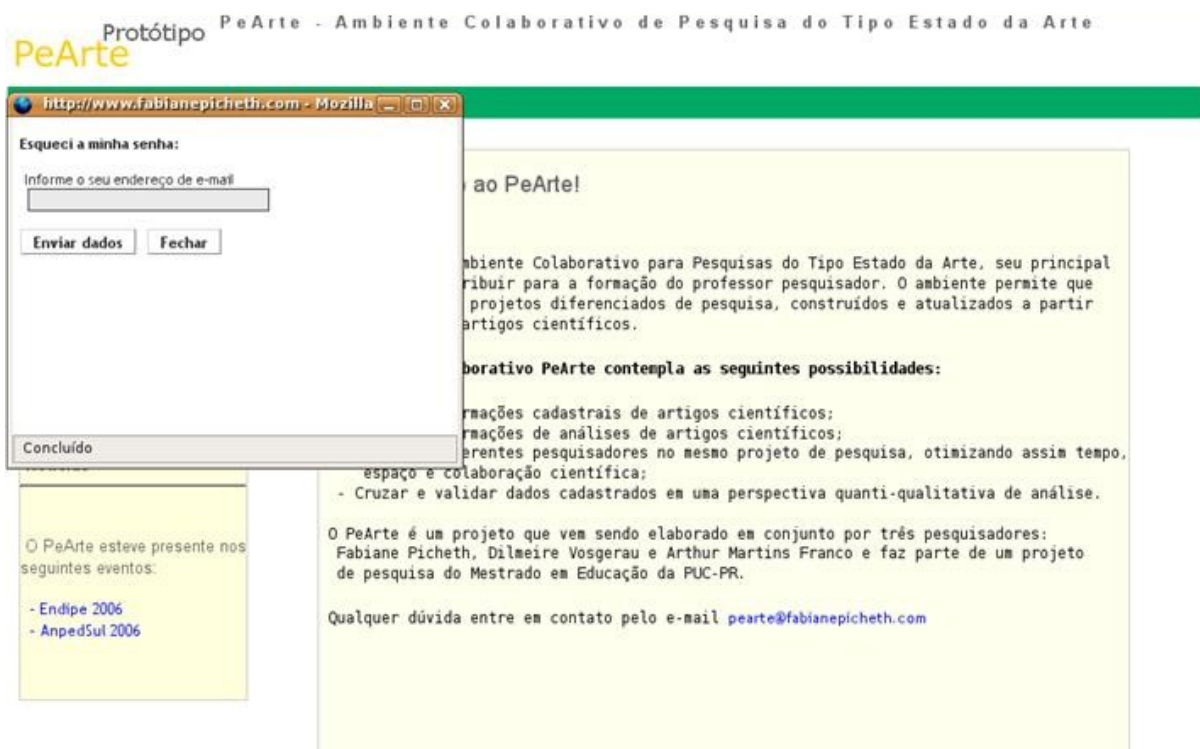 Protótipo
PeArte
PeArte - Ambiente Colaborativo de Pesquisa do Tipo Estado da Arte
http://www.fabianepicheth.com - Mozilla
Esqueci a minha senha:
Informe o seu endereço de e-mail
Enviar dados Fechar
Concluído
ao PeArte!
biente Colaborativo para Pesquisas do Tipo Estado da Arte, seu principal
ribuir para a formação do professor pesquisador. O ambiente permite que
projetos diferenciados de pesquisa, construídos e atualizados a partir
artigos científicos.
borativo PeArte contempla as seguintes possibilidades:
rmações cadastrais de artigos científicos;
rmações de análises de artigos científicos;
erentes pesquisadores no mesmo projeto de pesquisa, otimizando assim tempo,
espaço e colaboração científica;
- Cruzar e validar dados cadastrados em uma perspectiva quanti-qualitativa de análise.
O PeArte é um projeto que vem sendo elaborado em conjunto por três pesquisadores:
Fabiane Picheth, Dilmeire Vosgerau e Arthur Martins Franco e faz parte de um projeto
de pesquisa do Mestrado em Educação da PUC-PR.
Qualquer dúvida entre em contato pelo e-mail pearte@fabianepicheth.com
O PeArte esteve presente nos
seguintes eventos:
- Endipe 2006
- AnpedSul 2006